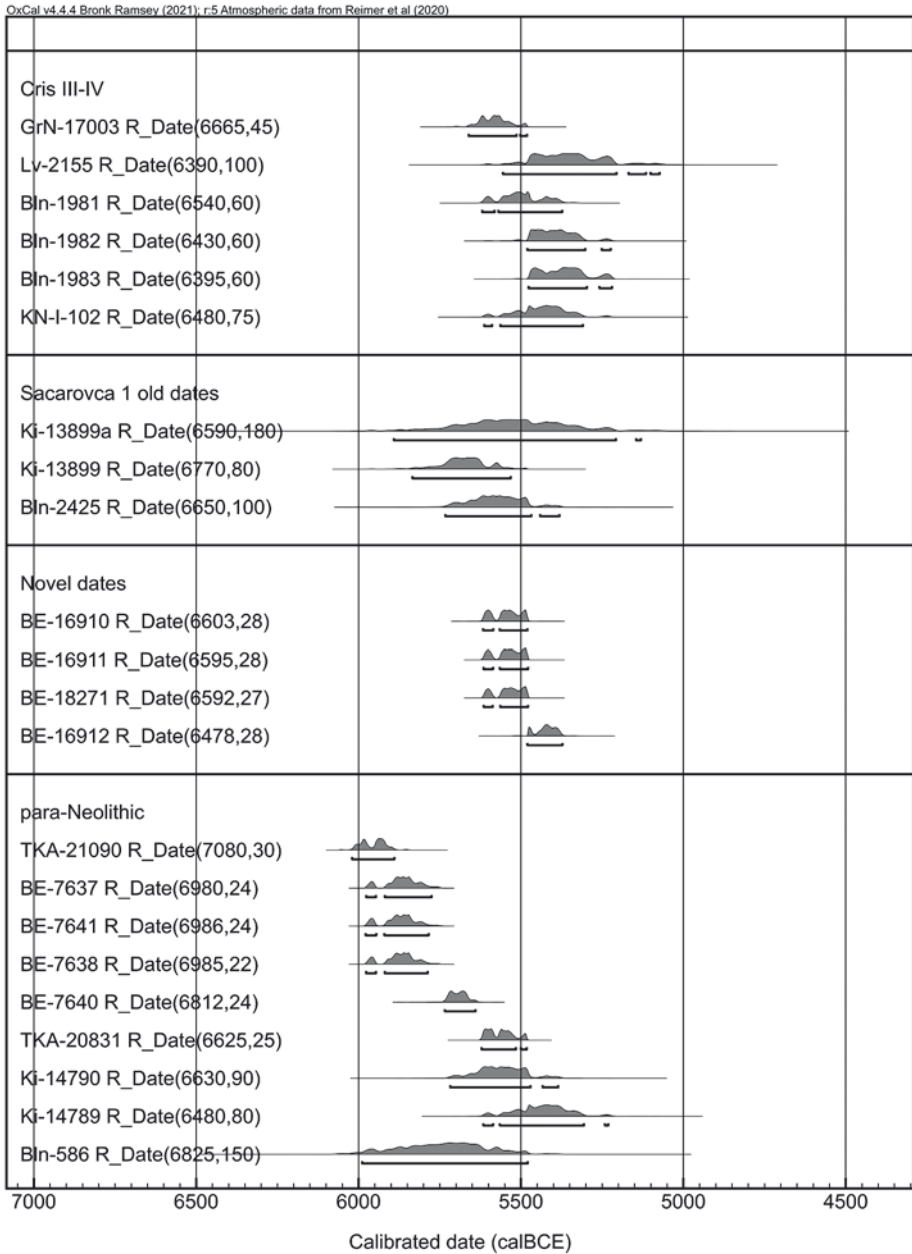 OxCal v4.4.4 Bronk Ramsey (2021); r:5 Atmospheric data from Reimer et al (2020)
Cris III-IV
GrN-17003 R_Date(6665,45)
Lv-2155 R_Date(6390,100)
Bln-1981 R_Date(6540,60)
Bln-1982 R_Date(6430,60)
Bln-1983 R_Date(6395,60)
KN-I-102 R_Date(6480,75)
Sacarovca 1 old dates
Ki-13899a R_Date(6590,180)
Ki-13899 R_Date(6770,80)
Bln-2425 R_Date(6650,100)
Novel dates
BE-16910 R_Date(6603,28)
BE-16911 R_Date(6595,28)
BE-18271 R_Date(6592,27)
BE-16912 R_Date(6478,28)
para-Neolithic
TKA-21090 R_Date(7080,30)
BE-7637 R_Date(6980,24)
BE-7641 R_Date(6986,24)
BE-7638 R_Date(6985,22)
BE-7640 R_Date(6812,24)
TKA-20831 R_Date(6625,25)
Ki-14790 R_Date(6630,90)
Ki-14789 R_Date(6480,80)
Bln-586 R_Date(6825,150)
7000 6500 6000 5500 5000 4500
Calibrated date (calBCE)